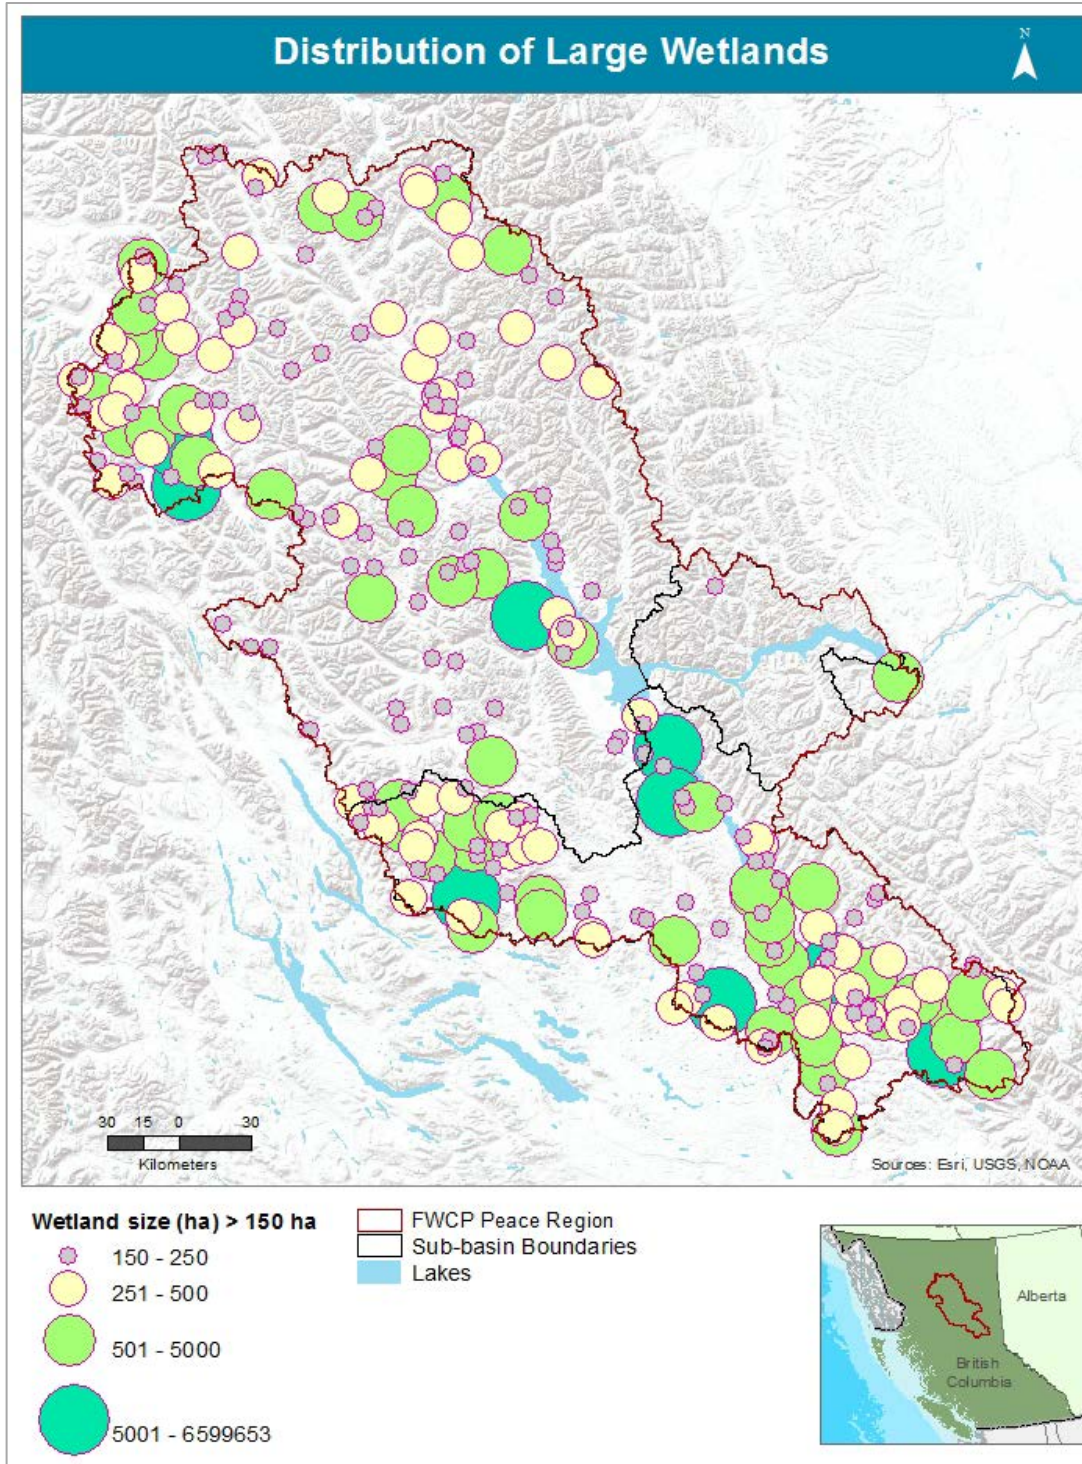 Distribution of Large Wetlands
N
30 15 0 30
Kilometers
Sources: Esri, USGS, NOAA
Wetland size (ha) > 150 ha
150 - 250
251 - 500
501 - 5000
5001 - 6599653
FWCP Peace Region
Sub-basin Boundaries
Lakes
Alberta
British
Columbia